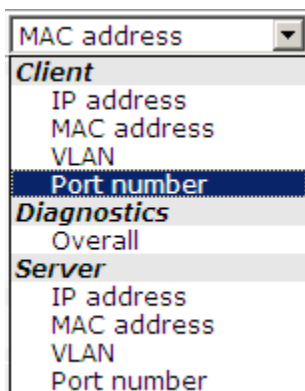 MAC address
Client
IP address
MAC address
VLAN
Port number
Diagnostics
Overall
Server
IP address
MAC address
VLAN
Port number